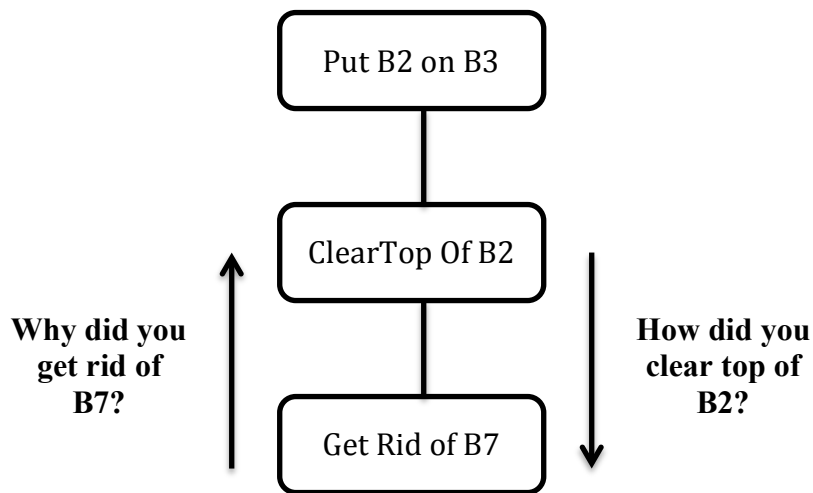 Put B2 on B3
ClearTop Of B2
Why did you
get rid of
B7?
How did you
clear top of
B2?
Get Rid of B7